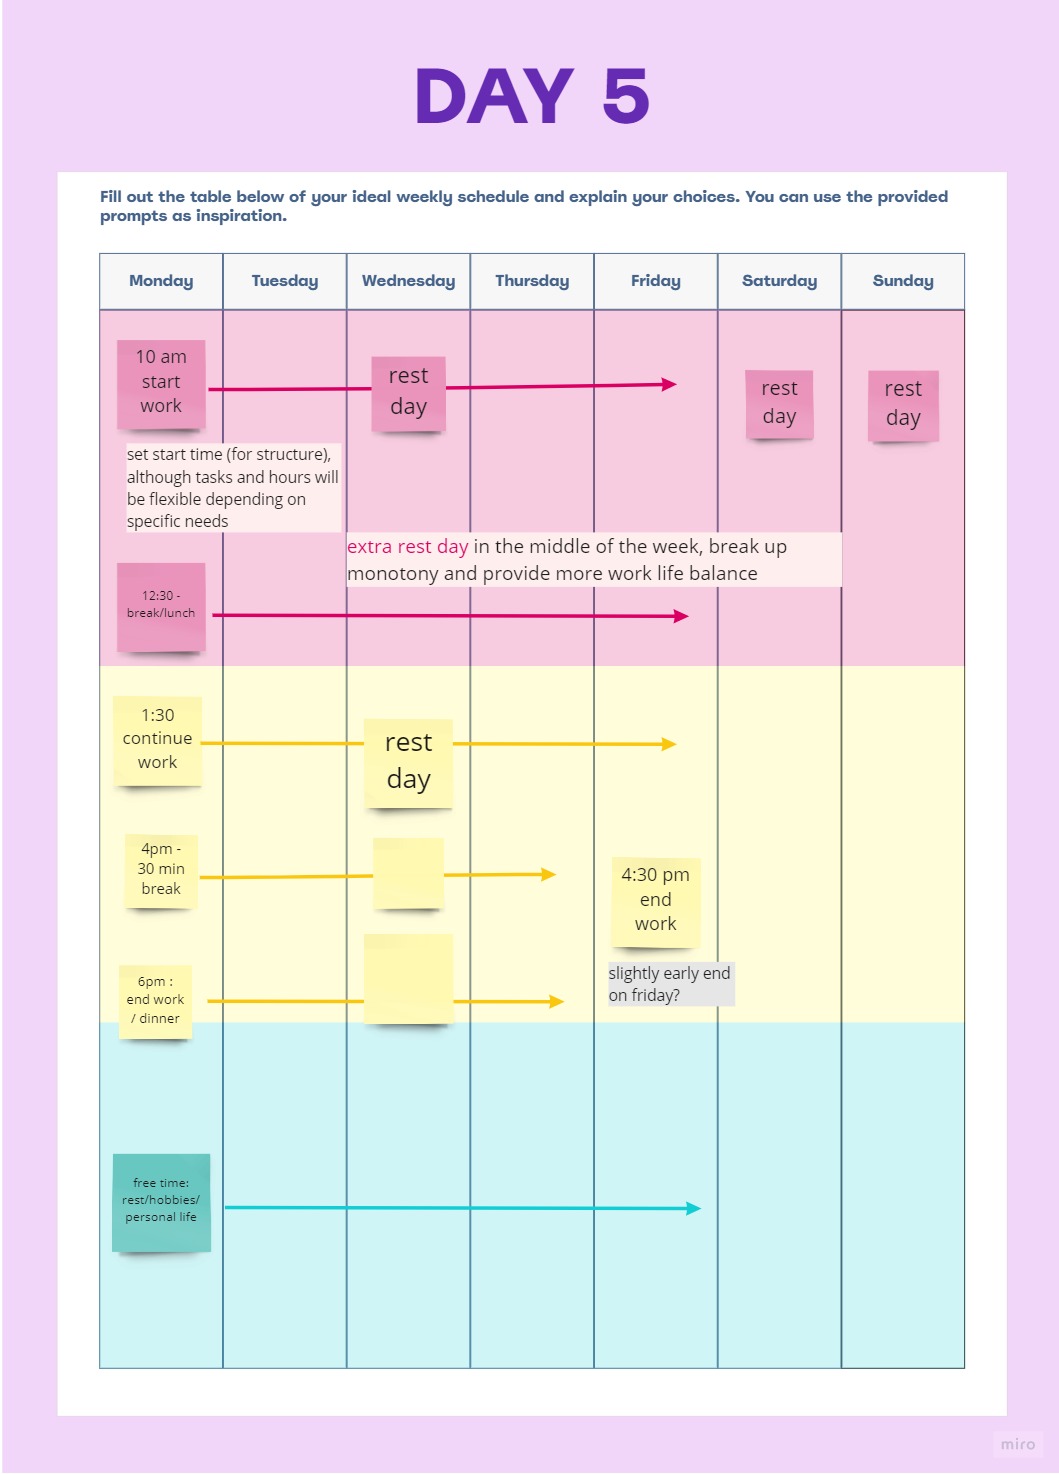 DAY 5
Fill out the table below of your ideal weekly schedule and explain your choices. You can use the provided
prompts as inspiration.
Monday
Tuesday
Wednesday
Thursday
Friday
Saturday
Sunday
10 am
start
work
rest
day
rest
day
rest
day
set start time (for structure),
although tasks and hours will
be flexible depending on
specific needs
extra rest day in the middle of the week, break up
monotony and provide more work life balance
12:30 -
break/lunch
1:30
continue
work
rest
day
4pm -
30 min
break
4:30 pm
end
work
slightly early end
on friday?
6pm :
end work
/ dinner
free time:
rest/hobbies/
personal life
miro